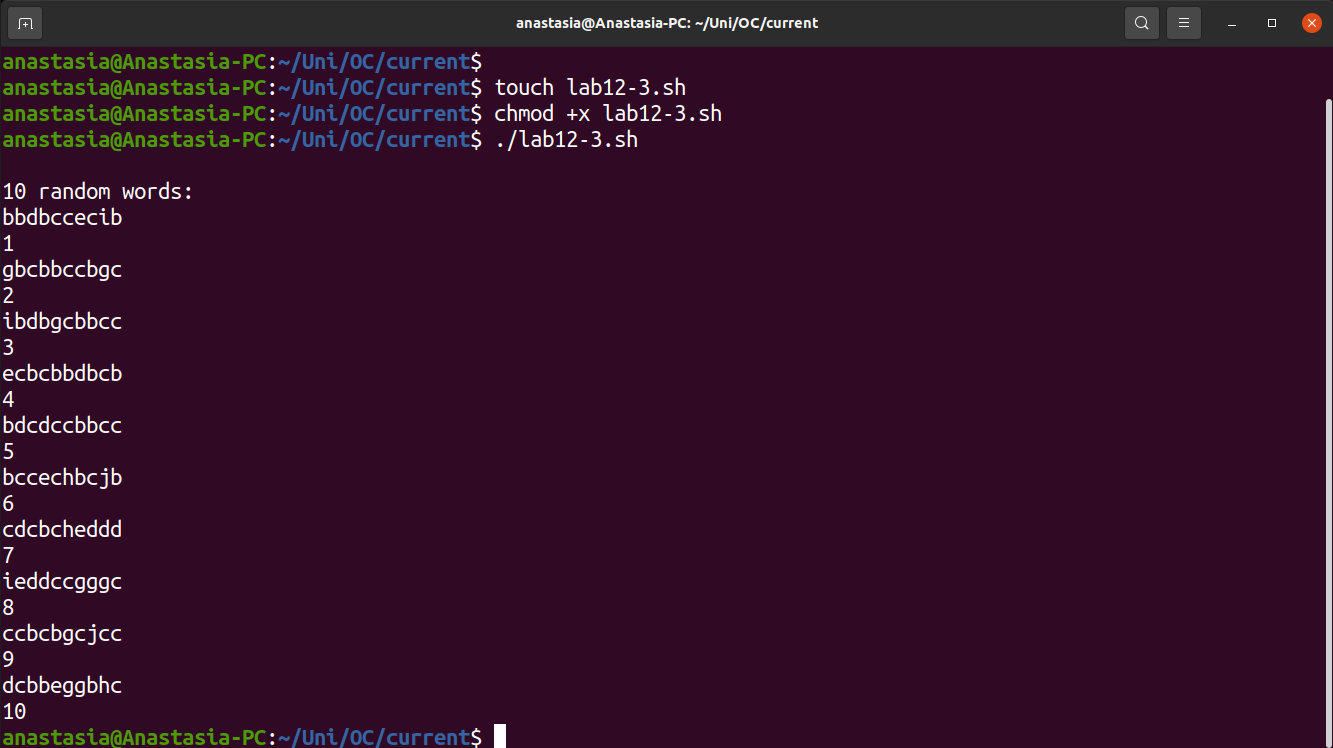 anastasia@Anastasia-PC: ~/Uni/OC/current
anastasia@Anastasia-PC:~/Uni/OC/current$
anastasia@Anastasia-PC:~/Uni/OC/current$ touch lab12-3.sh
anastasia@Anastasia-PC:~/Uni/OC/current$ chmod +x lab12-3.sh
anastasia@Anastasia-PC:~/Uni/OC/current$ ./lab12-3.sh
10 random words:
bbdbccecib
1
gbcbbccbgc
2
ibdbgcbbcc
3
ecbcbbdbcb
4
bdcdccbbcc
5
bccechbcjb
6
cdcbcheddd
7
ieddccgggc
8
ccbcbgcjcc
9
dcbbeggbhc
10
anastasia@Anastasia-PC:~/Uni/OC/current$